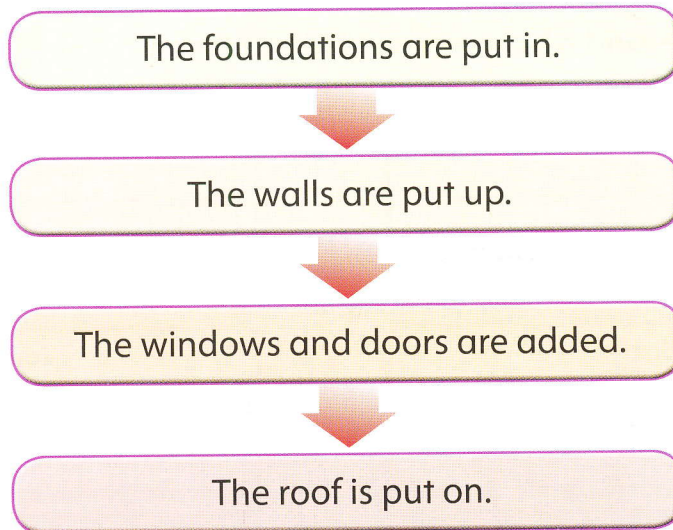 The foundations are put in.
The walls are put up.
The windows and doors are added.
The roof is put on.